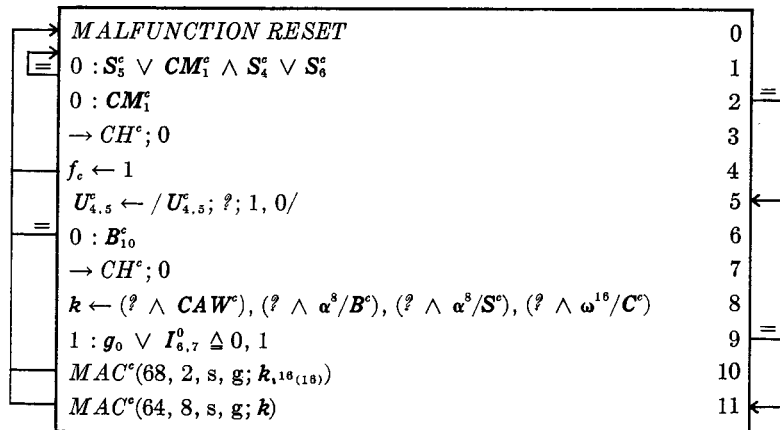 MALFUNCTION RESET 0
= 0 : S₅ᶜ ∨ CM₁ᶜ ∧ S₄ᶜ ∨ S₆ᶜ 1
0 : CM₁ᶜ 2 =
→ CHᶜ; 0 3
f_c ← 1 4
U₄,₅ᶜ ← / U₄,₅ᶜ; ?; 1, 0/ 5
= 0 : B₁₀ᶜ 6
→ CHᶜ; 0 7
k ← (? ∧ CAWᶜ), (? ∧ α⁸/Bᶜ), (? ∧ α⁸/Sᶜ), (? ∧ ω¹⁶/Cᶜ) 8
1 : g₀ ∨ I₆,₇⁰ ≙ 0, 1 9 =
MACᶜ(68, 2, s, g; k,₁₆₍₁₆₎) 10
MACᶜ(64, 8, s, g; k) 11